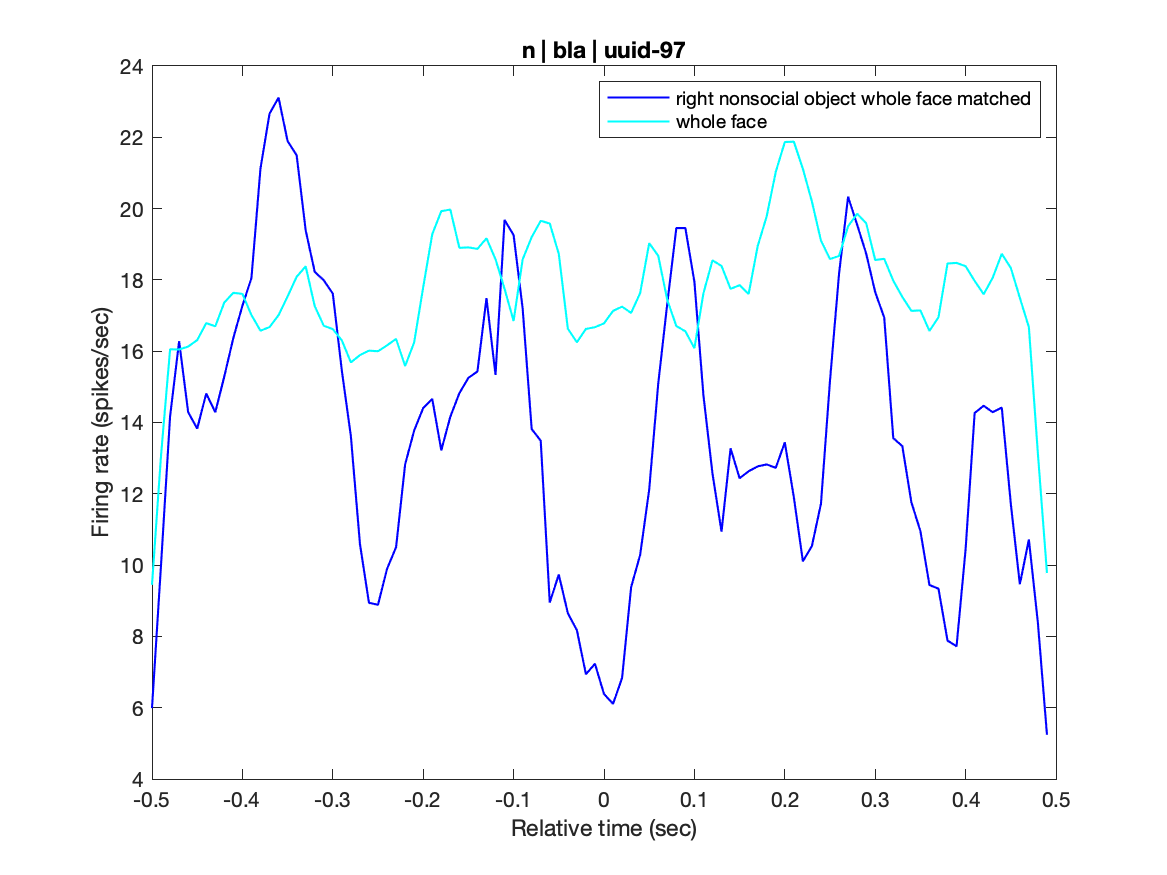 n | bla | uuid-97
right nonsocial object whole face matched
whole face
24
22
20
18
16
14
12
10
8
6
4
Firing rate (spikes/sec)
-0.5 -0.4 -0.3 -0.2 -0.1 0 0.1 0.2 0.3 0.4 0.5
Relative time (sec)